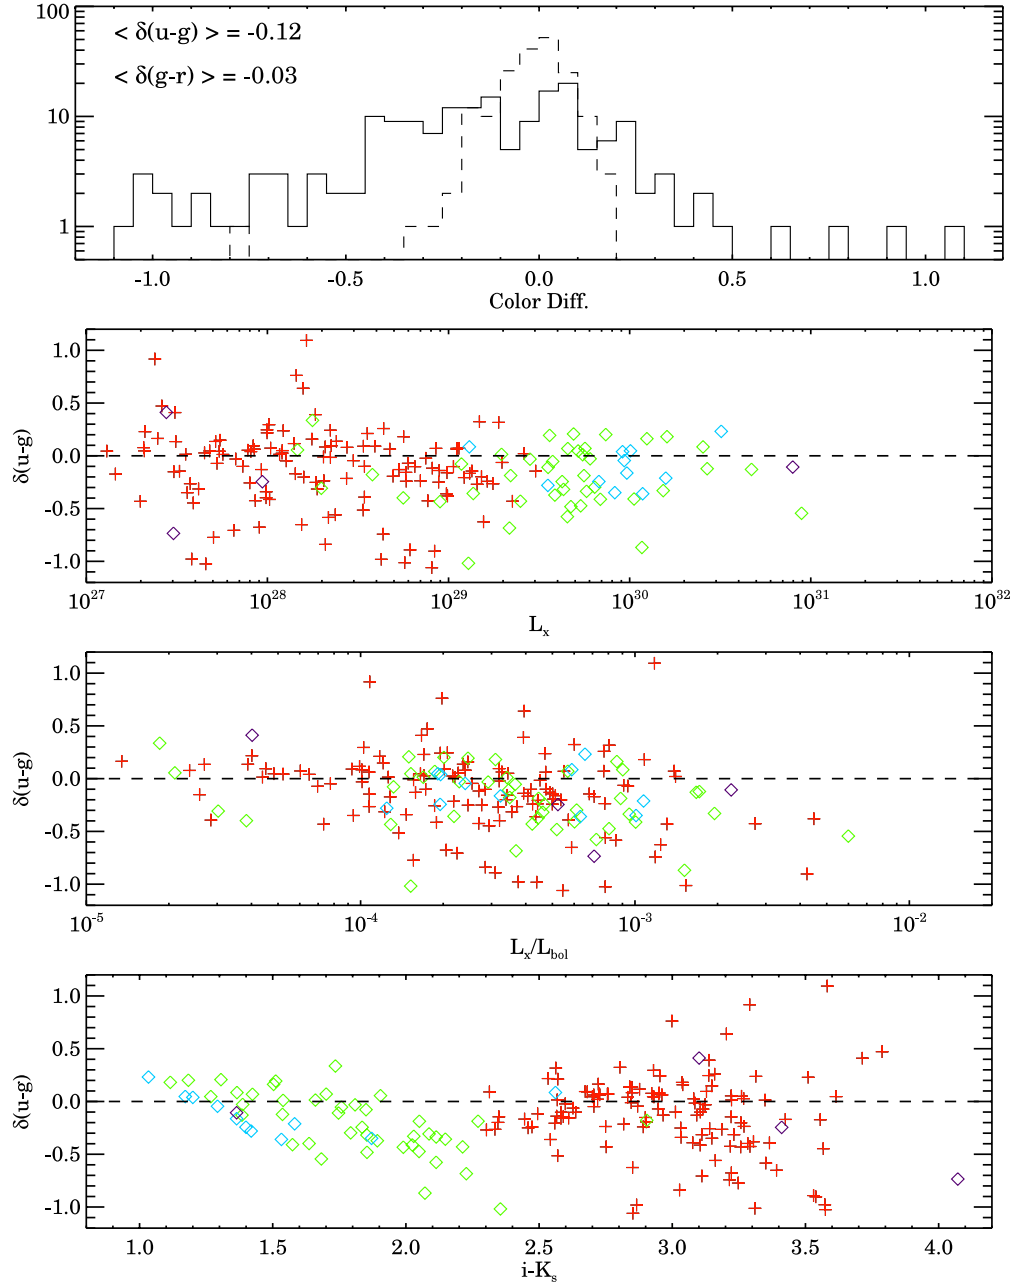 100
10
1
< δ(u-g) > = -0.12
< δ(g-r) > = -0.03
-1.0 -0.5 0.0 0.5 1.0
Color Diff.
δ(u-g)
1.0
0.5
0.0
-0.5
-1.0
10^27 10^28 10^29 10^30 10^31 10^32
L_x
δ(u-g)
1.0
0.5
0.0
-0.5
-1.0
10^-5 10^-4 10^-3 10^-2
L_x/L_bol
δ(u-g)
1.0
0.5
0.0
-0.5
-1.0
1.0 1.5 2.0 2.5 3.0 3.5 4.0
i-K_s